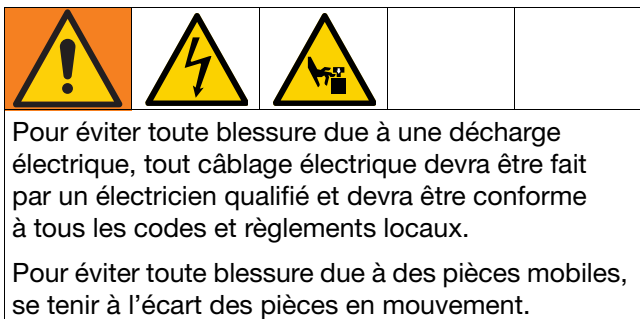 Pour éviter toute blessure due à une décharge
électrique, tout câblage électrique devra être fait
par un électricien qualifié et devra être conforme
à tous les codes et règlements locaux.
Pour éviter toute blessure due à des pièces mobiles,
se tenir à l'écart des pièces en mouvement.